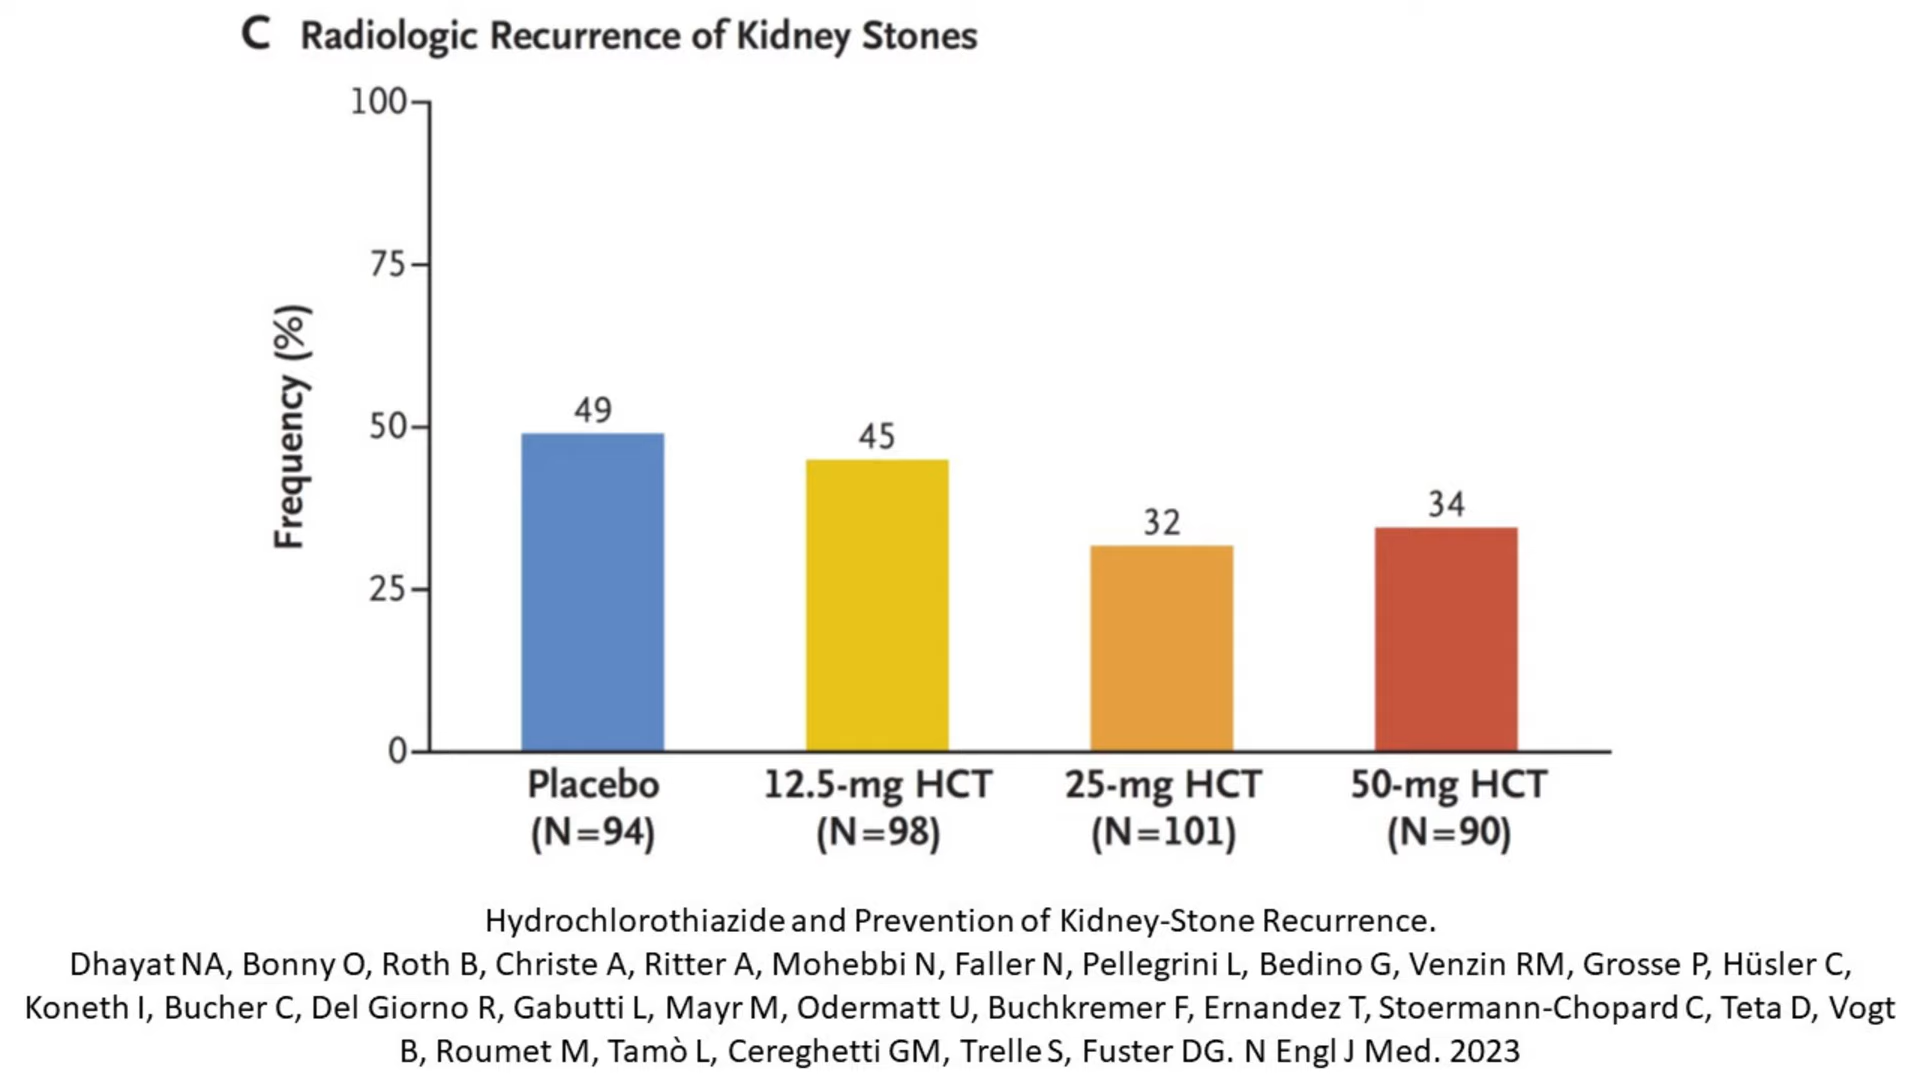 C Radiologic Recurrence of Kidney Stones
100
75
50
25
0
Frequency (%)
49
45
32
34
Placebo
(N=94)
12.5-mg HCT
(N=98)
25-mg HCT
(N=101)
50-mg HCT
(N=90)
Hydrochlorothiazide and Prevention of Kidney-Stone Recurrence.
Dhayat NA, Bonny O, Roth B, Christe A, Ritter A, Mohebbi N, Faller N, Pellegrini L, Bedino G, Venzin RM, Grosse P, Hüsler C,
Koneth I, Bucher C, Del Giorno R, Gabutti L, Mayr M, Odermatt U, Buchkremer F, Ernandez T, Stoermann-Chopard C, Teta D, Vogt
B, Roumet M, Tamò L, Cereghetti GM, Trelle S, Fuster DG. N Engl J Med. 2023